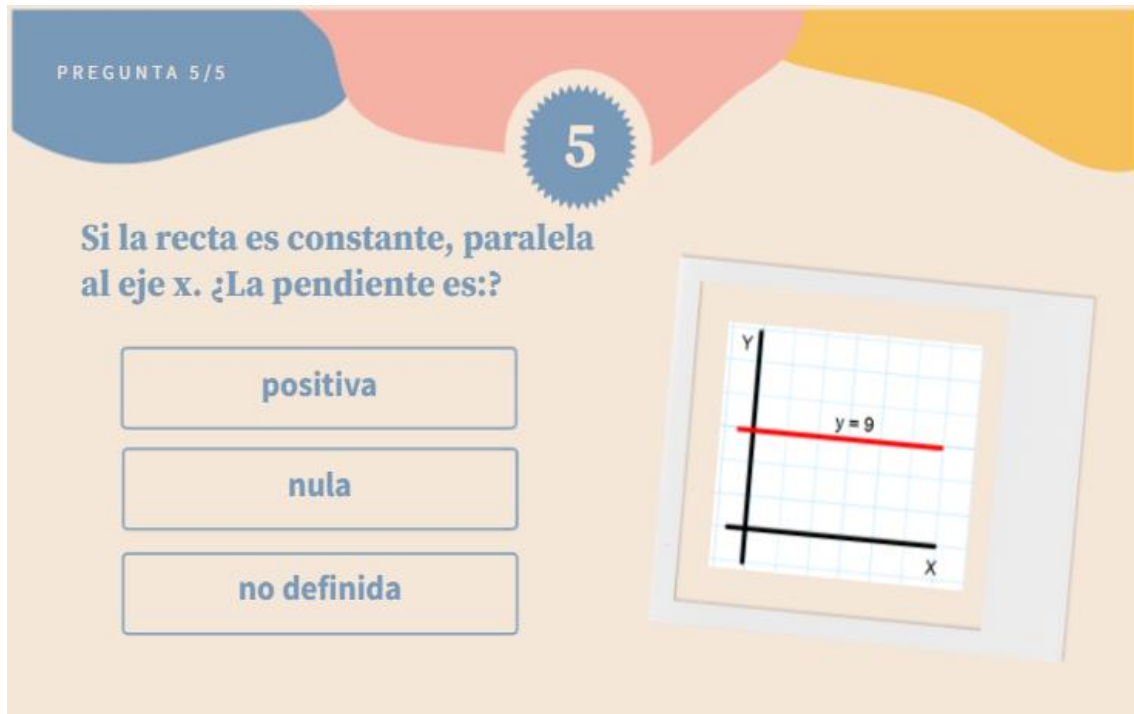 PREGUNTA 5/5
5
Si la recta es constante, paralela
al eje x. ¿La pendiente es:?
positiva
nula
no definida
Y
y = 9
X